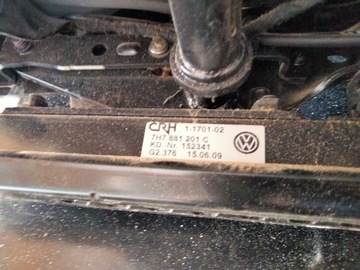 CRH 1-1701-02
7H7 881 201 C
KD.-Nr. 152341
G2.376 15.06.09